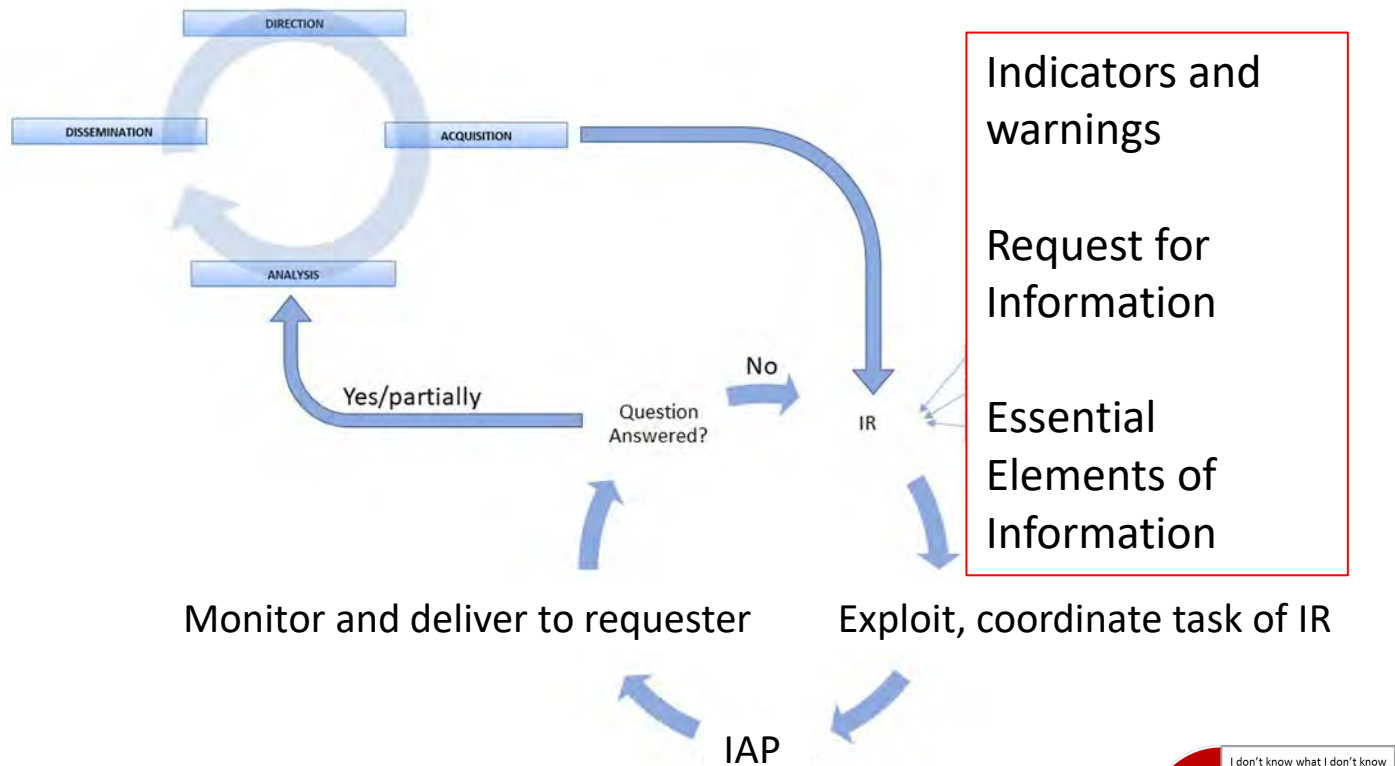 DIRECTION
DISSEMINATION
ACQUISITION
ANALYSIS
Indicators and
warnings
Request for
Information
Essential
Elements of
Information
No
Yes/partially
Question
Answered?
IR
Monitor and deliver to requester
Exploit, coordinate task of IR
IAP
I don't know what I don't know